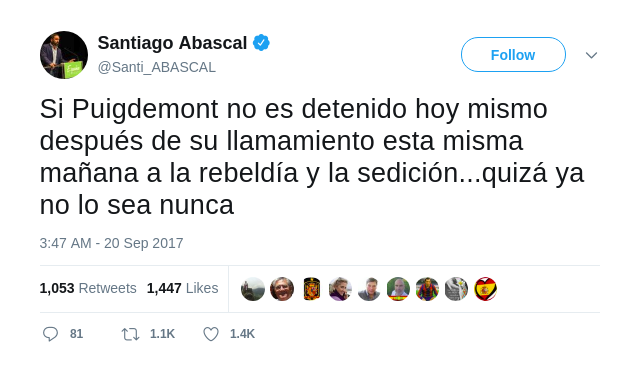 Santiago Abascal
@Santi_ABASCAL
Follow
Si Puigdemont no es detenido hoy mismo
después de su llamamiento esta misma
mañana a la rebeldía y la sedición...quizá ya
no lo sea nunca
3:47 AM - 20 Sep 2017
1,053 Retweets 1,447 Likes
81 1.1K 1.4K